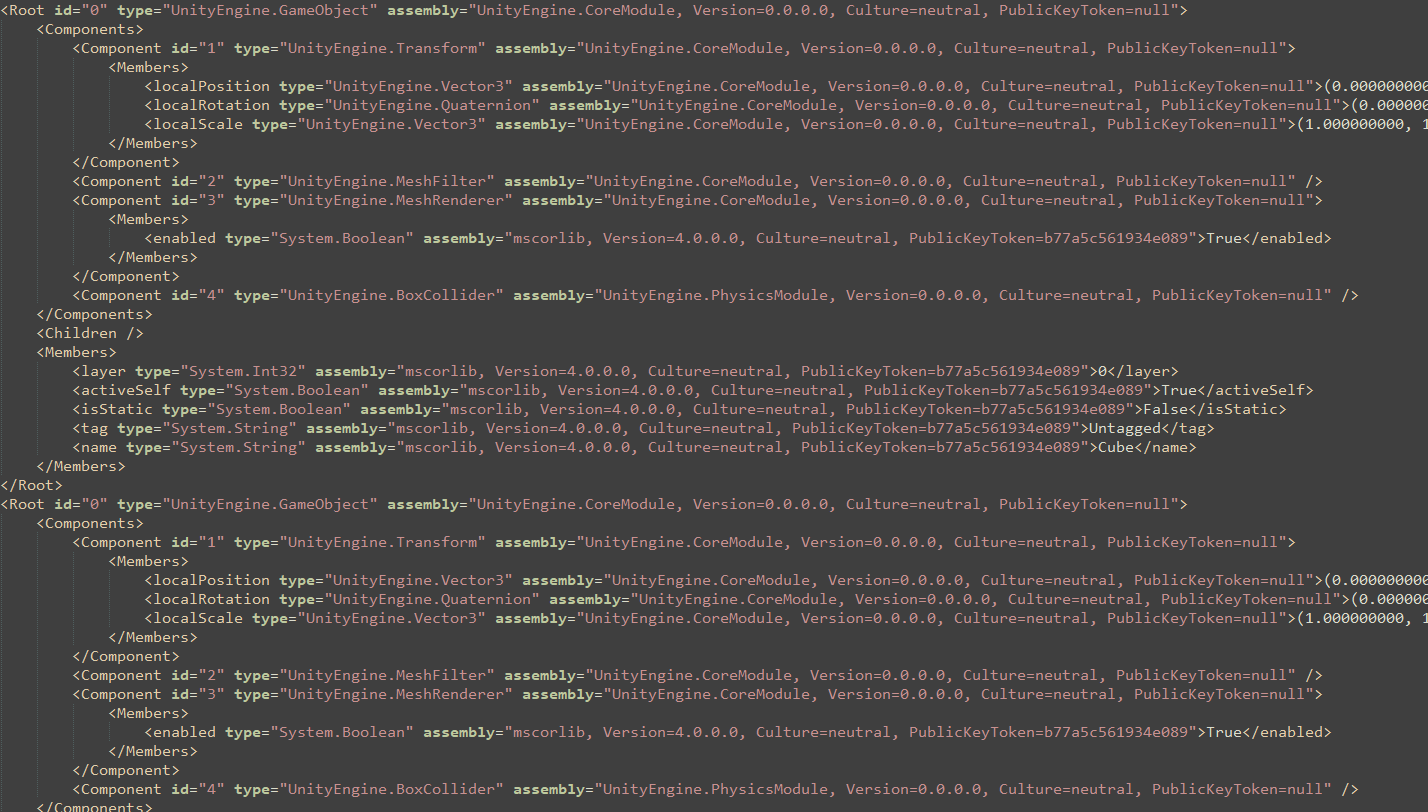 <Root id="0" type="UnityEngine.GameObject" assembly="UnityEngine.CoreModule, Version=0.0.0.0, Culture=neutral, PublicKeyToken=null">
<Components>
<Component id="1" type="UnityEngine.Transform" assembly="UnityEngine.CoreModule, Version=0.0.0.0, Culture=neutral, PublicKeyToken=null">
<Members>
<localPosition type="UnityEngine.Vector3" assembly="UnityEngine.CoreModule, Version=0.0.0.0, Culture=neutral, PublicKeyToken=null">(0.000000000
<localRotation type="UnityEngine.Quaternion" assembly="UnityEngine.CoreModule, Version=0.0.0.0, Culture=neutral, PublicKeyToken=null">(0.000000
<localScale type="UnityEngine.Vector3" assembly="UnityEngine.CoreModule, Version=0.0.0.0, Culture=neutral, PublicKeyToken=null">(1.000000000, 1
</Members>
</Component>
<Component id="2" type="UnityEngine.MeshFilter" assembly="UnityEngine.CoreModule, Version=0.0.0.0, Culture=neutral, PublicKeyToken=null" />
<Component id="3" type="UnityEngine.MeshRenderer" assembly="UnityEngine.CoreModule, Version=0.0.0.0, Culture=neutral, PublicKeyToken=null">
<Members>
<enabled type="System.Boolean" assembly="mscorlib, Version=4.0.0.0, Culture=neutral, PublicKeyToken=b77a5c561934e089">True</enabled>
</Members>
</Component>
<Component id="4" type="UnityEngine.BoxCollider" assembly="UnityEngine.PhysicsModule, Version=0.0.0.0, Culture=neutral, PublicKeyToken=null" />
</Components>
<Children />
<Members>
<layer type="System.Int32" assembly="mscorlib, Version=4.0.0.0, Culture=neutral, PublicKeyToken=b77a5c561934e089">0</layer>
<activeSelf type="System.Boolean" assembly="mscorlib, Version=4.0.0.0, Culture=neutral, PublicKeyToken=b77a5c561934e089">True</activeSelf>
<isStatic type="System.Boolean" assembly="mscorlib, Version=4.0.0.0, Culture=neutral, PublicKeyToken=b77a5c561934e089">False</isStatic>
<tag type="System.String" assembly="mscorlib, Version=4.0.0.0, Culture=neutral, PublicKeyToken=b77a5c561934e089">Untagged</tag>
<name type="System.String" assembly="mscorlib, Version=4.0.0.0, Culture=neutral, PublicKeyToken=b77a5c561934e089">Cube</name>
</Members>
</Root>
<Root id="0" type="UnityEngine.GameObject" assembly="UnityEngine.CoreModule, Version=0.0.0.0, Culture=neutral, PublicKeyToken=null">
<Components>
<Component id="1" type="UnityEngine.Transform" assembly="UnityEngine.CoreModule, Version=0.0.0.0, Culture=neutral, PublicKeyToken=null">
<Members>
<localPosition type="UnityEngine.Vector3" assembly="UnityEngine.CoreModule, Version=0.0.0.0, Culture=neutral, PublicKeyToken=null">(0.000000000
<localRotation type="UnityEngine.Quaternion" assembly="UnityEngine.CoreModule, Version=0.0.0.0, Culture=neutral, PublicKeyToken=null">(0.000000
<localScale type="UnityEngine.Vector3" assembly="UnityEngine.CoreModule, Version=0.0.0.0, Culture=neutral, PublicKeyToken=null">(1.000000000, 1
</Members>
</Component>
<Component id="2" type="UnityEngine.MeshFilter" assembly="UnityEngine.CoreModule, Version=0.0.0.0, Culture=neutral, PublicKeyToken=null" />
<Component id="3" type="UnityEngine.MeshRenderer" assembly="UnityEngine.CoreModule, Version=0.0.0.0, Culture=neutral, PublicKeyToken=null">
<Members>
<enabled type="System.Boolean" assembly="mscorlib, Version=4.0.0.0, Culture=neutral, PublicKeyToken=b77a5c561934e089">True</enabled>
</Members>
</Component>
<Component id="4" type="UnityEngine.BoxCollider" assembly="UnityEngine.PhysicsModule, Version=0.0.0.0, Culture=neutral, PublicKeyToken=null" />
</Components>